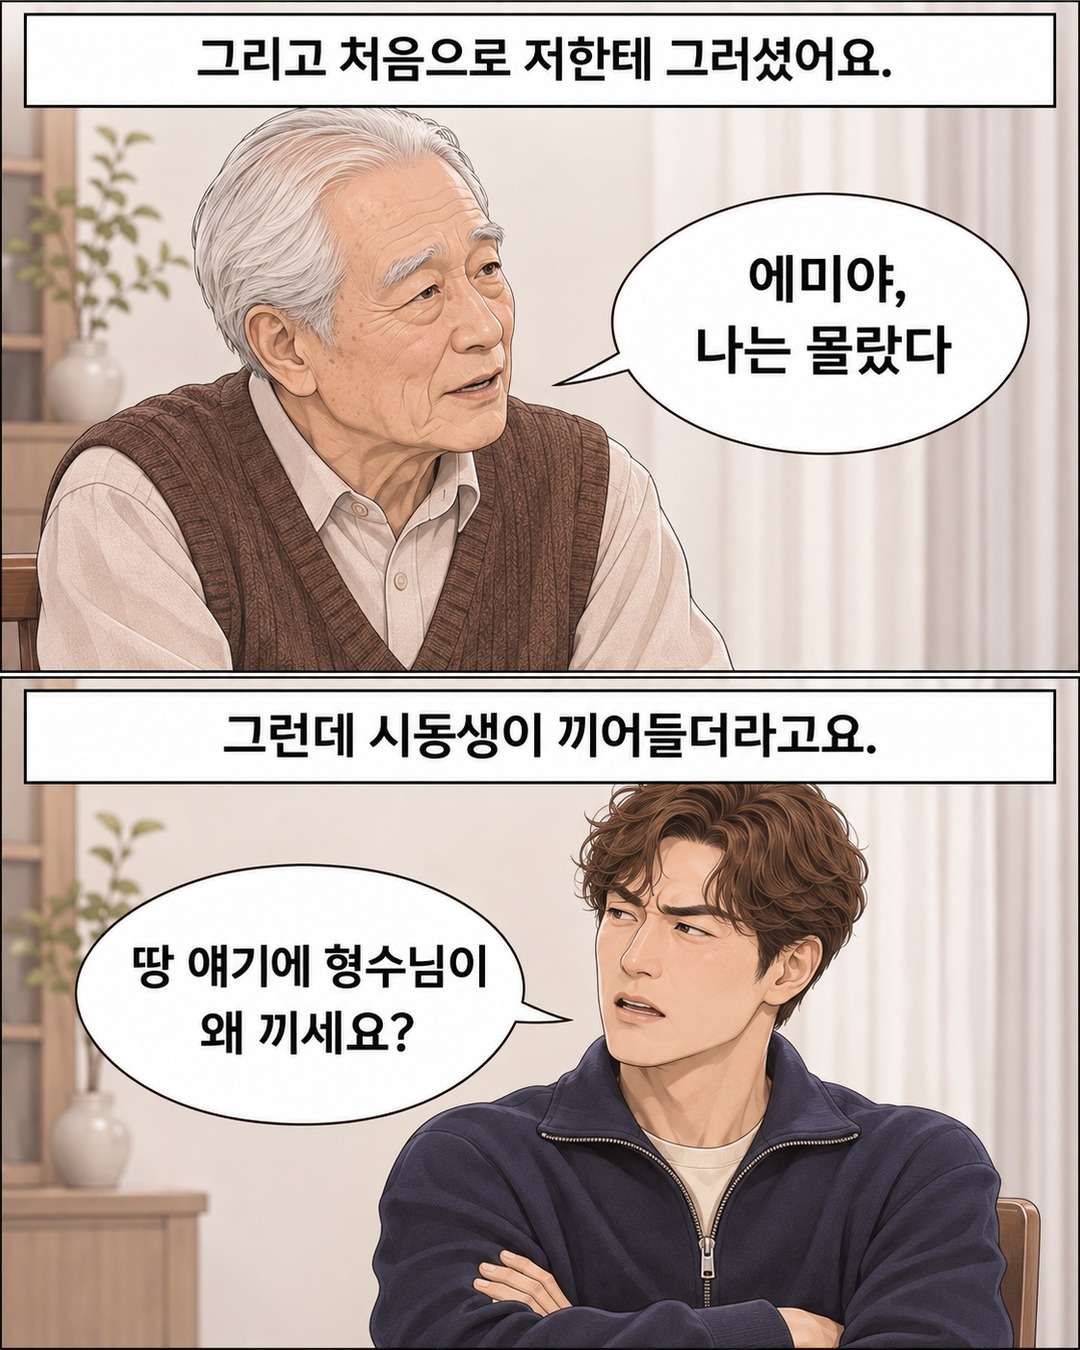 그리고 처음으로 저한테 그러셨어요.
에미야,
나는 몰랐다
그런데 시동생이 끼어들더라고요.
땅 얘기에 형수님이
왜 끼세요?